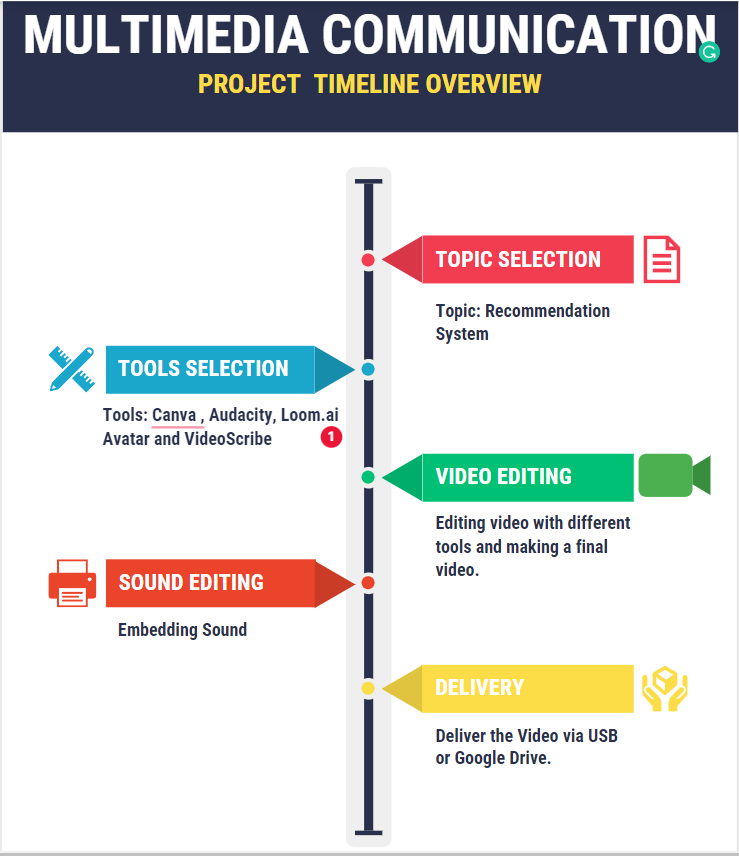 MULTIMEDIA COMMUNICATION
PROJECT TIMELINE OVERVIEW
TOPIC SELECTION
Topic: Recommendation
System
TOOLS SELECTION
Tools: Canva , Audacity, Loom.ai
Avatar and VideoScribe
1
VIDEO EDITING
Editing video with different
tools and making a final
video.
SOUND EDITING
Embedding Sound
DELIVERY
Deliver the Video via USB
or Google Drive.